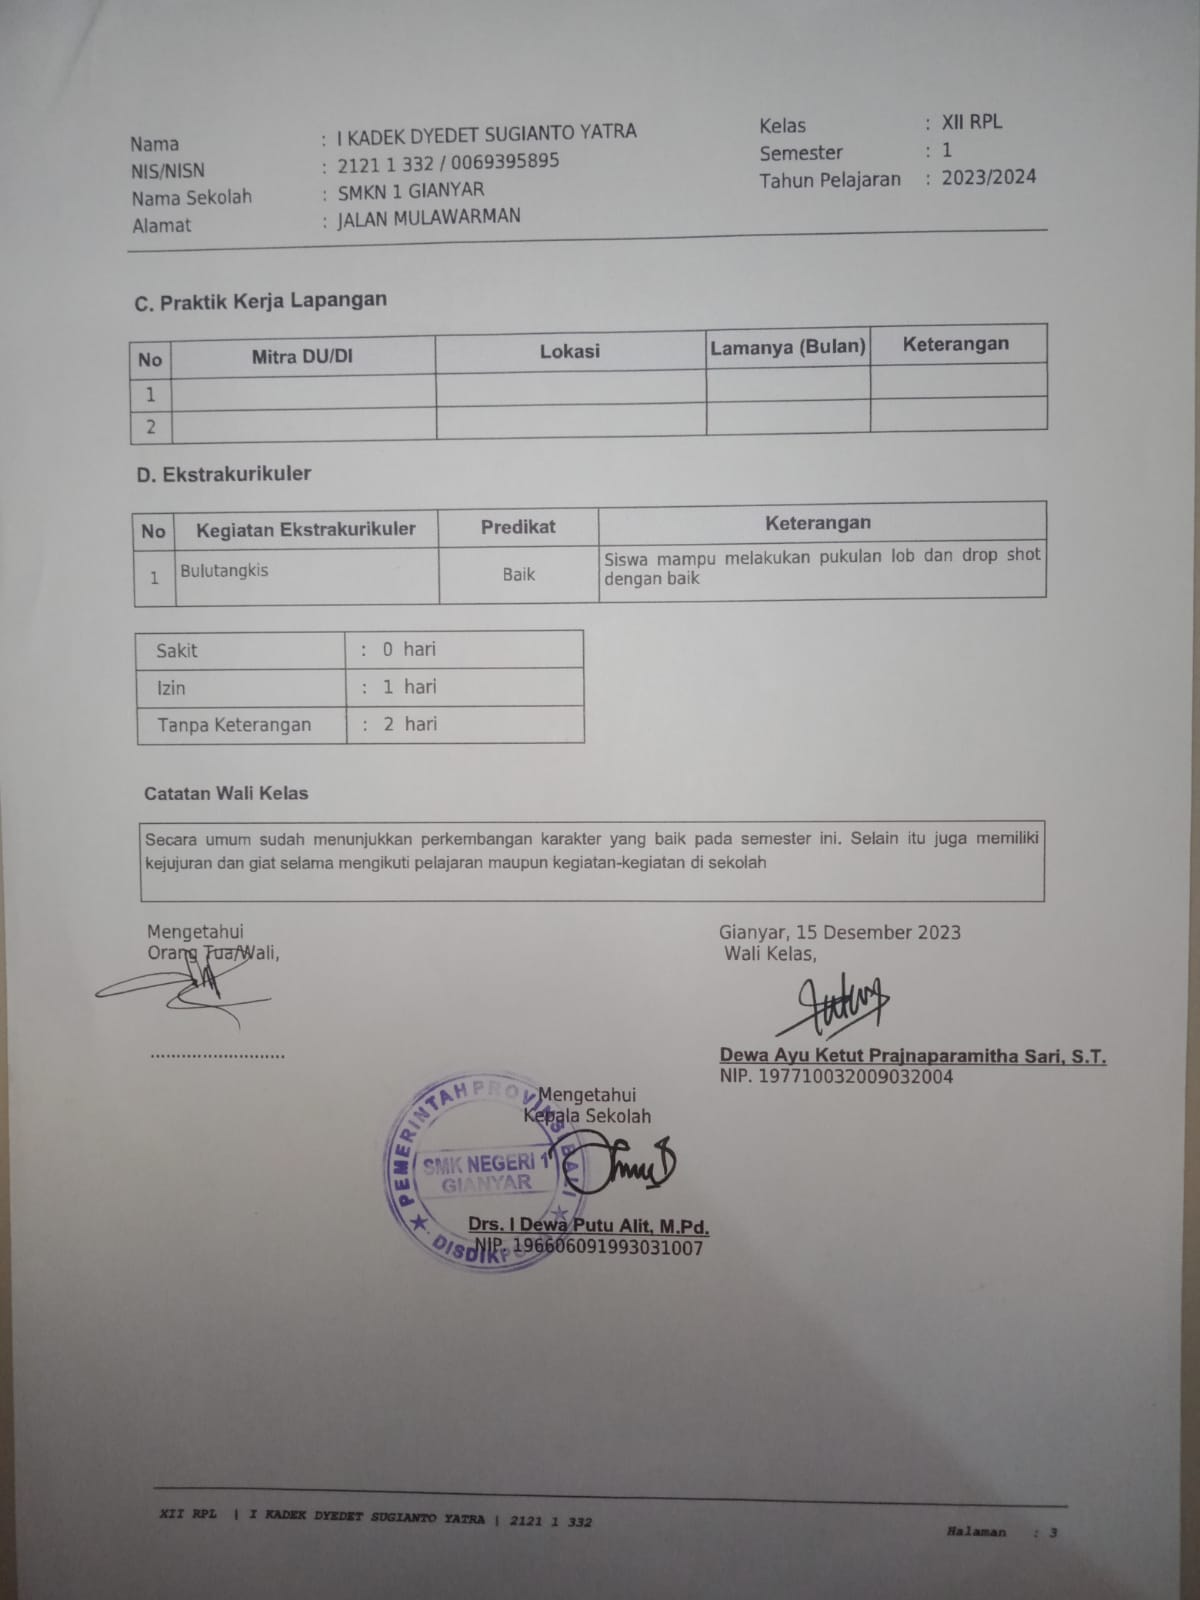 Nama : I KADEK DYEDET SUGIANTO YATRA
NIS/NISN : 2121 1 332 / 0069395895
Nama Sekolah : SMKN 1 GIANYAR
Alamat : JALAN MULAWARMAN
Kelas : XII RPL
Semester : 1
Tahun Pelajaran : 2023/2024
C. Praktik Kerja Lapangan
No Mitra DU/DI Lokasi Lamanya (Bulan) Keterangan
1
2
D. Ekstrakurikuler
No Kegiatan Ekstrakurikuler Predikat Keterangan
1 Bulutangkis Baik Siswa mampu melakukan pukulan lob dan drop shot
dengan baik
Sakit : 0 hari
Izin : 1 hari
Tanpa Keterangan : 2 hari
Catatan Wali Kelas
Secara umum sudah menunjukkan perkembangan karakter yang baik pada semester ini. Selain itu juga memiliki
kejujuran dan giat selama mengikuti pelajaran maupun kegiatan-kegiatan di sekolah
Mengetahui
Orang Tua/Wali,
..........................
Gianyar, 15 Desember 2023
Wali Kelas,
Dewa Ayu Ketut Prajnaparamitha Sari, S.T.
NIP. 197710032009032004
Mengetahui
Kepala Sekolah
PEMERINTAH PROVINSI BALI
SMK NEGERI 1
GIANYAR
Drs. I Dewa Putu Alit, M.Pd.
NIP. 196606091993031007
XII RPL | I KADEK DYEDET SUGIANTO YATRA | 2121 1 332
Halaman : 3